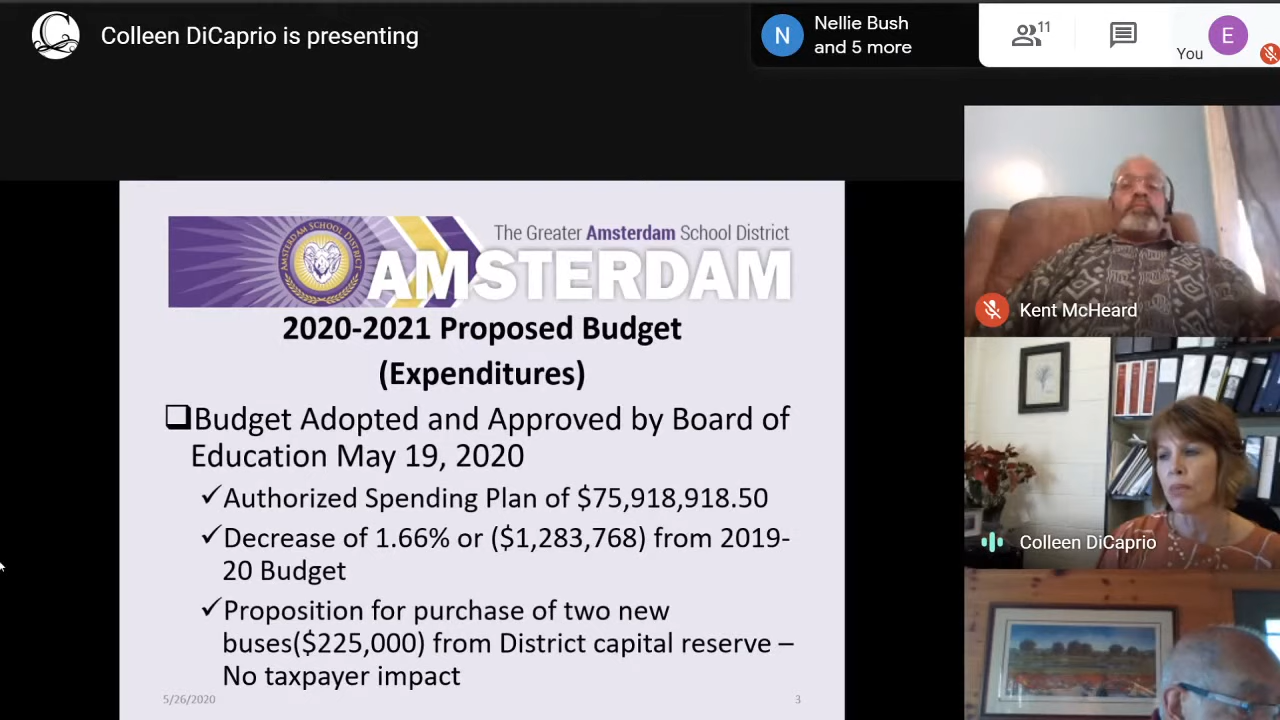 Colleen DiCaprio is presenting
N
Nellie Bush
and 5 more
11
You
E
AMSTERDAM SCHOOL DISTRICT
The Greater Amsterdam School District
AMSTERDAM
2020-2021 Proposed Budget
(Expenditures)
Budget Adopted and Approved by Board of
Education May 19, 2020
Authorized Spending Plan of $75,918,918.50
Decrease of 1.66% or ($1,283,768) from 2019-
20 Budget
Proposition for purchase of two new
buses($225,000) from District capital reserve –
No taxpayer impact
5/26/2020
3
Kent McHeard
Colleen DiCaprio